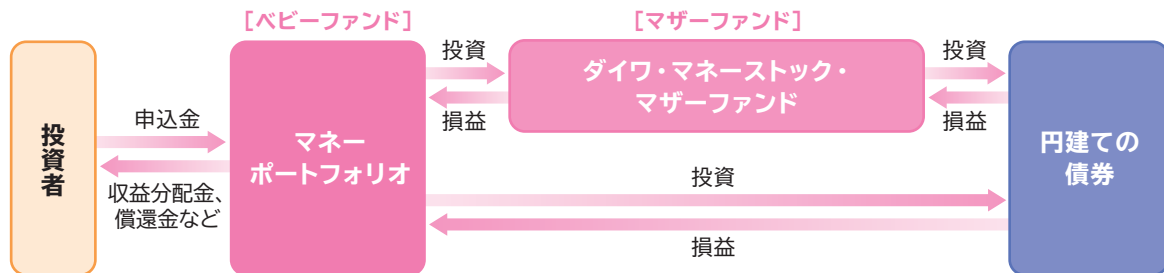 [ベビーファンド]
[マザーファンド]
投資者
申込金
収益分配金、
償還金など
マネー
ポートフォリオ
投資
損益
ダイワ・マネーストック・
マザーファンド
投資
損益
投資
損益
円建ての
債券